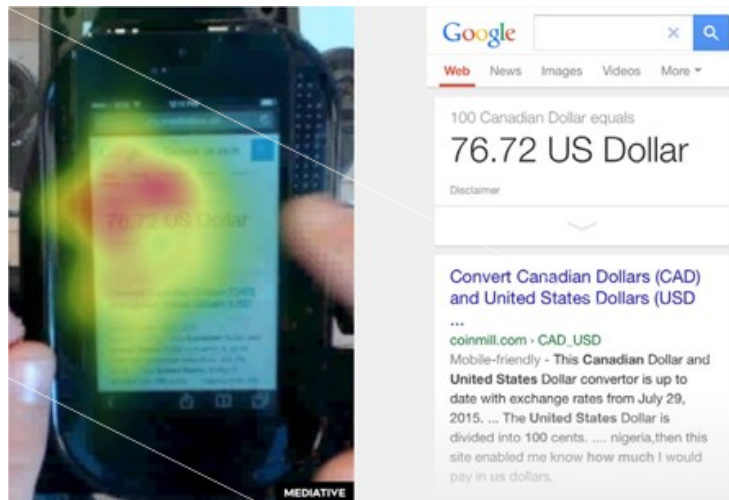 76.72 US Dollar
MEDIATIVE
Google
Web News Images Videos More
100 Canadian Dollar equals
76.72 US Dollar
Disclaimer
Convert Canadian Dollars (CAD)
and United States Dollars (USD
...
coinmill.com › CAD_USD
Mobile-friendly - This Canadian Dollar and
United States Dollar convertor is up to
date with exchange rates from July 29,
2015. ... The United States Dollar is
divided into 100 cents. .... nigeria,then this
site enabled me know how much I would
pay in us dollars.